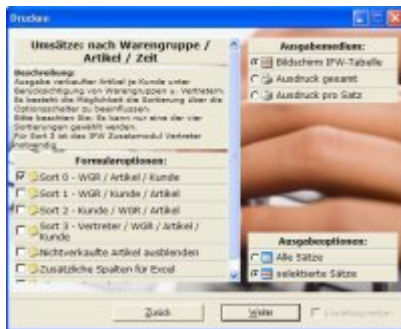 Drucken
Umsätze: nach Warengruppe /
Artikel / Zeit
Beschreibung:
Ausgabe verkaufter Artikel je Kunde unter
Berücksichtigung von Warengruppen u. Vertretern.
Es besteht die Möglichkeit die Sortierung über die
Optionsschalter zu beeinflussen.
Bitte beachten Sie: Es kann nur eine der vier
Sortierungen gewählt werden.
Für Sort 3 ist das IFW Zusatzmodul Vertreter
notwendig
Formularoptionen:
Sort 0 - WGR / Artikel / Kunde
Sort 1 - WGR / Kunde / Artikel
Sort 2 - Kunde / WGR / Artikel
Sort 3 - Vertreter / WGR / Artikel /
Kunde
Nichtverkaufte Artikel ausblenden
Zusätzliche Spalten für Excel
Ausgabemedium:
Bildschirm IFW-Tabelle
Ausdruck gesamt
Ausdruck pro Satz
Ausgabeoptionen:
Alle Sätze
selektierte Sätze
Zurück
Weiter